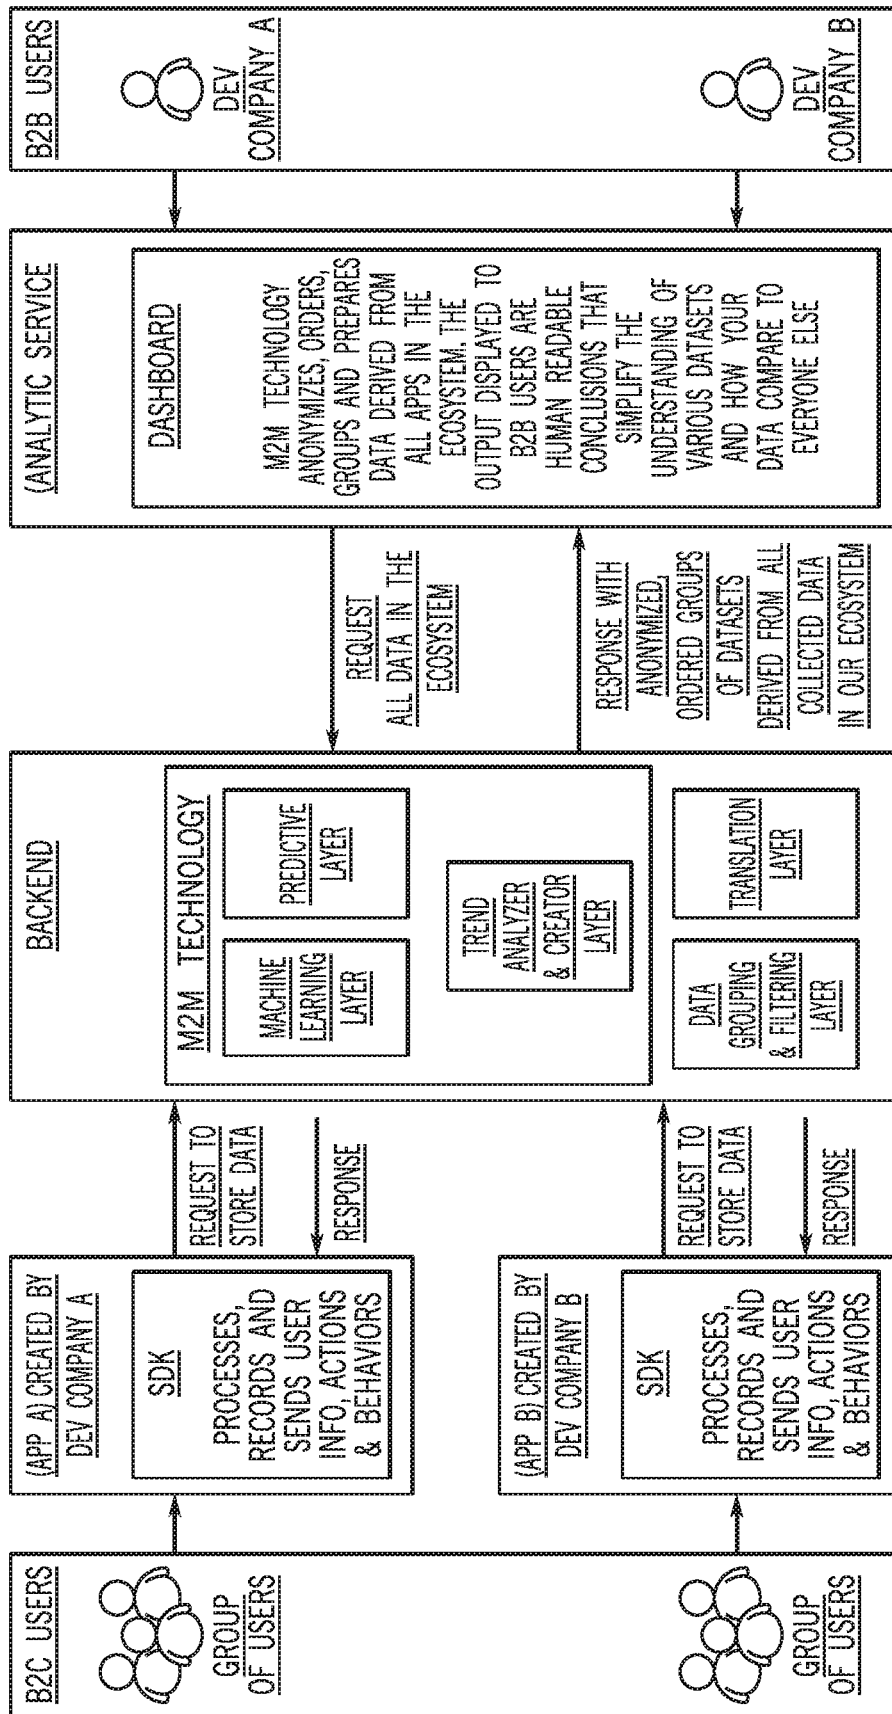 B2C USERS
GROUP
OF USERS
GROUP
OF USERS
(APP A) CREATED BY
DEV COMPANY A
SDK
PROCESSES,
RECORDS AND
SENDS USER
INFO, ACTIONS
& BEHAVIORS
(APP B) CREATED BY
DEV COMPANY B
SDK
PROCESSES,
RECORDS AND
SENDS USER
INFO, ACTIONS
& BEHAVIORS
REQUEST TO
STORE DATA
RESPONSE
REQUEST TO
STORE DATA
RESPONSE
BACKEND
M2M TECHNOLOGY
MACHINE
LEARNING
LAYER
PREDICTIVE
LAYER
TREND
ANALYZER
& CREATOR
LAYER
DATA
GROUPING
& FILTERING
LAYER
TRANSLATION
LAYER
REQUEST
ALL DATA IN THE
ECOSYSTEM
RESPONSE WITH
ANONYMIZED,
ORDERED GROUPS
OF DATASETS
DERIVED FROM ALL
COLLECTED DATA
IN OUR ECOSYSTEM
(ANALYTIC SERVICE
DASHBOARD
M2M TECHNOLOGY
ANONYMIZES, ORDERS,
GROUPS AND PREPARES
DATA DERIVED FROM
ALL APPS IN THE
ECOSYSTEM. THE
OUTPUT DISPLAYED TO
B2B USERS ARE
HUMAN READABLE
CONCLUSIONS THAT
SIMPLIFY THE
UNDERSTANDING OF
VARIOUS DATASETS
AND HOW YOUR
DATA COMPARE TO
EVERYONE ELSE
B2B USERS
DEV
COMPANY A
DEV
COMPANY B